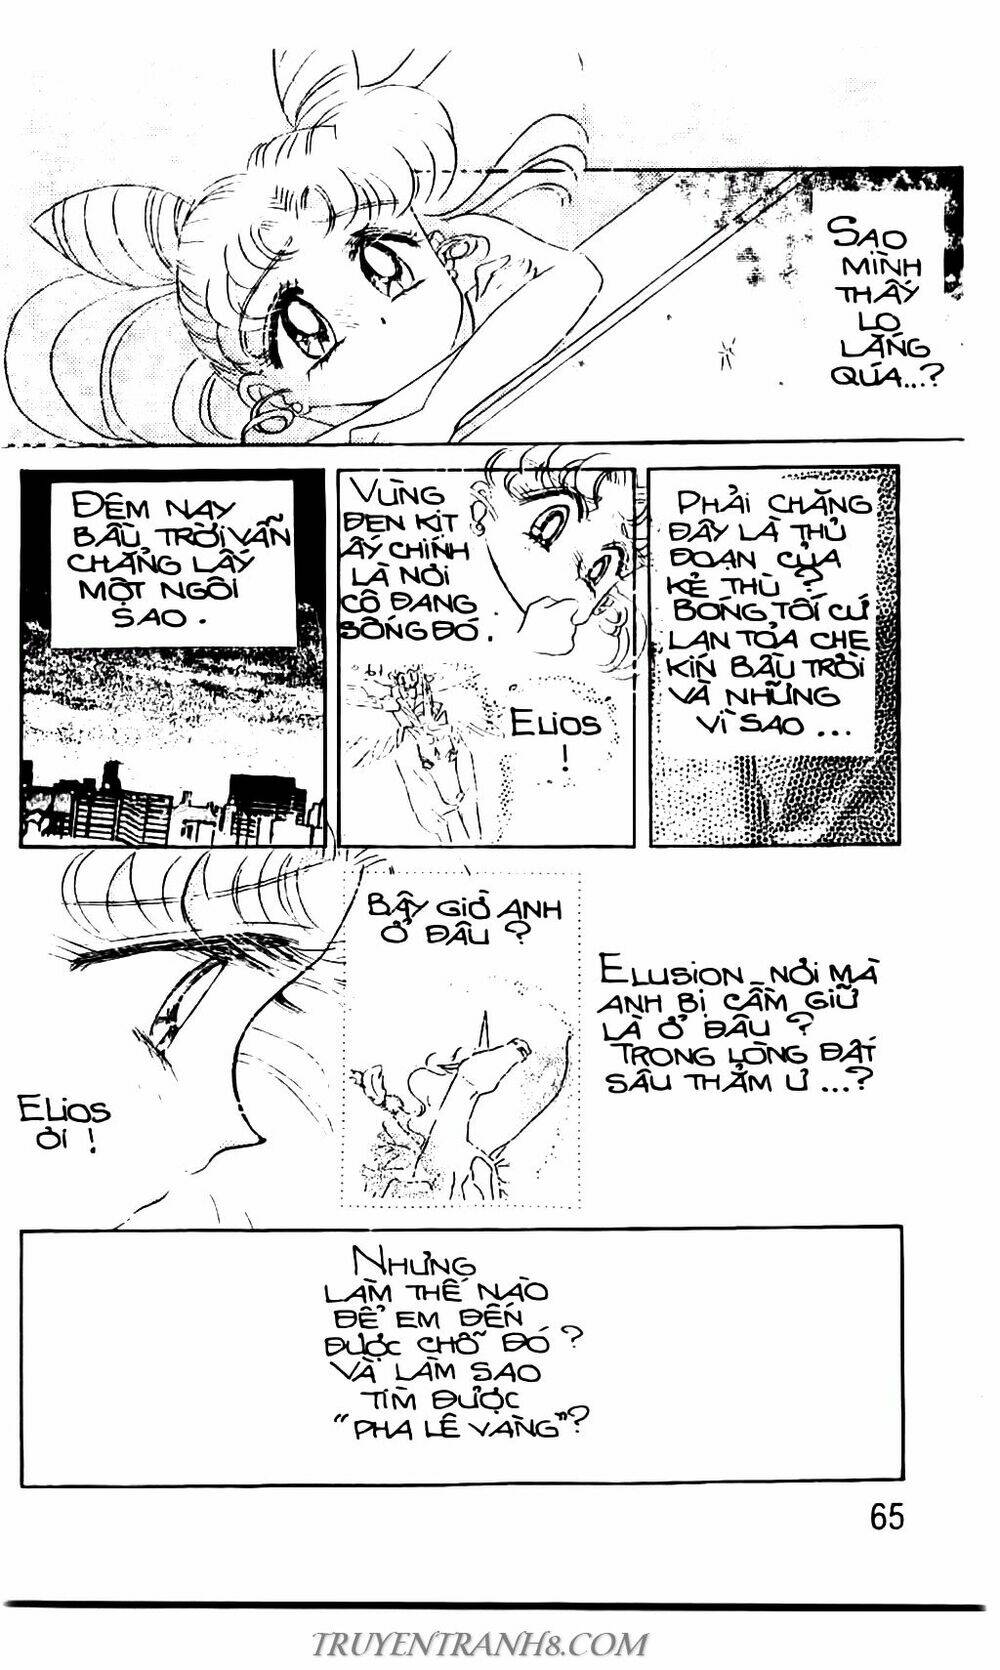 SAO
MÌNH
THẤY
LO
LẮNG
QÚA...?
ĐÊM NAY
BẦU TRỜI VẪN
CHẲNG LẤY
MỘT NGÔI
SAO.
VÙNG
ĐEN KỊT
ẤY CHÍNH
LÀ NƠI
CÔ ĐANG
SỐNG ĐÓ.
ELIOS
!
PHẢI CHĂNG
ĐÂY LÀ THỦ
ĐOẠN CỦA
KẺ THÙ?
BÓNG TỐI CỨ
LAN TỎA CHE
KÍN BẦU TRỜI
VÀ NHỮNG
VÌ SAO...
ELIOS
ƠI!
BÂY GIỜ ANH
Ở ĐÂU?
ELUSION NƠI MÀ
ANH BỊ CẦM GIỮ
LÀ Ở ĐÂU?
TRONG LÒNG ĐẤT
SÂU THẲM Ư...?
NHƯNG
LÀM THẾ NÀO
ĐỂ EM ĐẾN
ĐƯỢC CHỖ ĐÓ?
VÀ LÀM SAO
TÌM ĐƯỢC
"PHA LÊ VÀNG"?
65
TRUYENTRANH8.COM